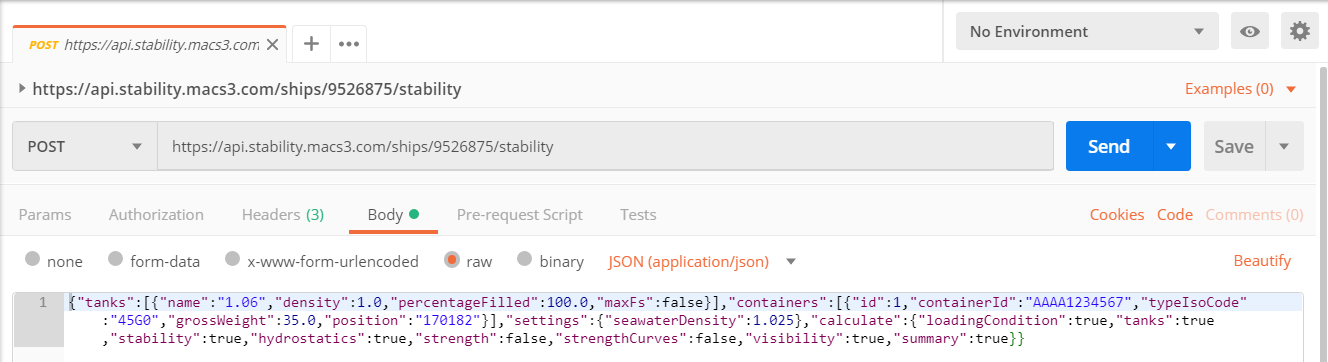 POST https://api.stability.macs3.com
No Environment
https://api.stability.macs3.com/ships/9526875/stability
Examples (0)
POST https://api.stability.macs3.com/ships/9526875/stability Send Save
Params Authorization Headers (3) Body Pre-request Script Tests Cookies Code Comments (0)
none form-data x-www-form-urlencoded raw binary JSON (application/json) Beautify
1 {"tanks":[{"name":"1.06","density":1.0,"percentageFilled":100.0,"maxFs":false}],"containers":[{"id":1,"containerId":"AAAA1234567","typeIsoCode"
:"45G0","grossWeight":35.0,"position":"170182"}],"settings":{"seawaterDensity":1.025},"calculate":{"loadingCondition":true,"tanks":true
,"stability":true,"hydrostatics":true,"strength":false,"strengthCurves":false,"visibility":true,"summary":true}}